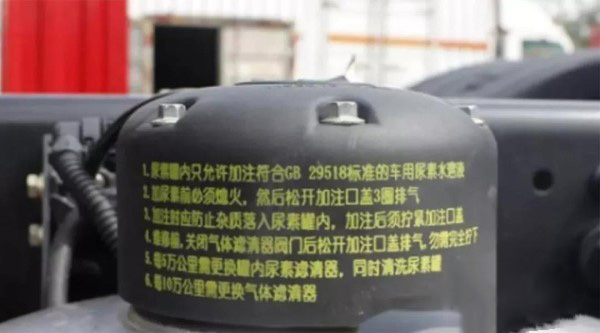 1.尿素罐内只允许加注符合GB 29518标准的车用尿素水溶液
2.加尿素前必须熄火，然后松开加注口盖3圈排气
3.加注时应防止杂质落入尿素罐内，加注后须拧紧加注口盖
4.维修前,关闭气体滤清器阀门后松开加注口盖排气,勿需完全拧下
5.每5万公里需更换罐内尿素滤清器，同时清洗尿素罐
6.每10万公里需更换气体滤清器